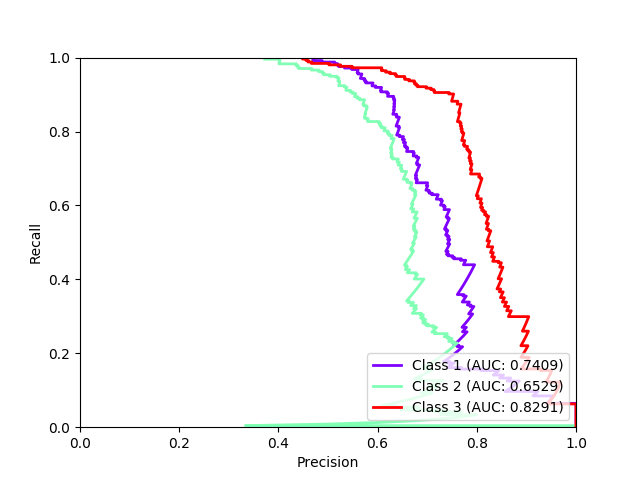 1.0
0.8
0.6
0.4
0.2
0.0
Recall
Class 1 (AUC: 0.7409)
Class 2 (AUC: 0.6529)
Class 3 (AUC: 0.8291)
0.0 0.2 0.4 0.6 0.8 1.0
Precision